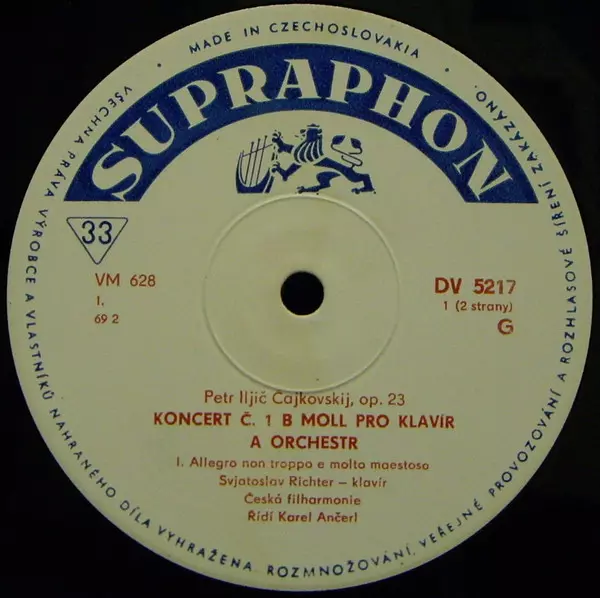 MADE IN CZECHOSLOVAKIA
SUPRAPHON
33
VM 628
I.
69 2
DV 5217
1 (2 strany)
G
Petr Iljič Čajkovskij, op. 23
KONCERT Č. 1 B MOLL PRO KLAVÍR
A ORCHESTR
I. Allegro non troppo e molto maestoso
Svjatoslav Richter – klavír
Česká filharmonie
Řídí Karel Ančerl
VŠECHNA PRÁVA VÝROBCE A VLASTNÍKŮ NAHRANÉHO DÍLA VYHRAŽENA. ROZMNOŽOVÁNÍ, VEŘEJNÉ PROVOZOVÁNÍ A ROZHLASOVÉ ŠÍŘENÍ ZAKÁZÁNO.